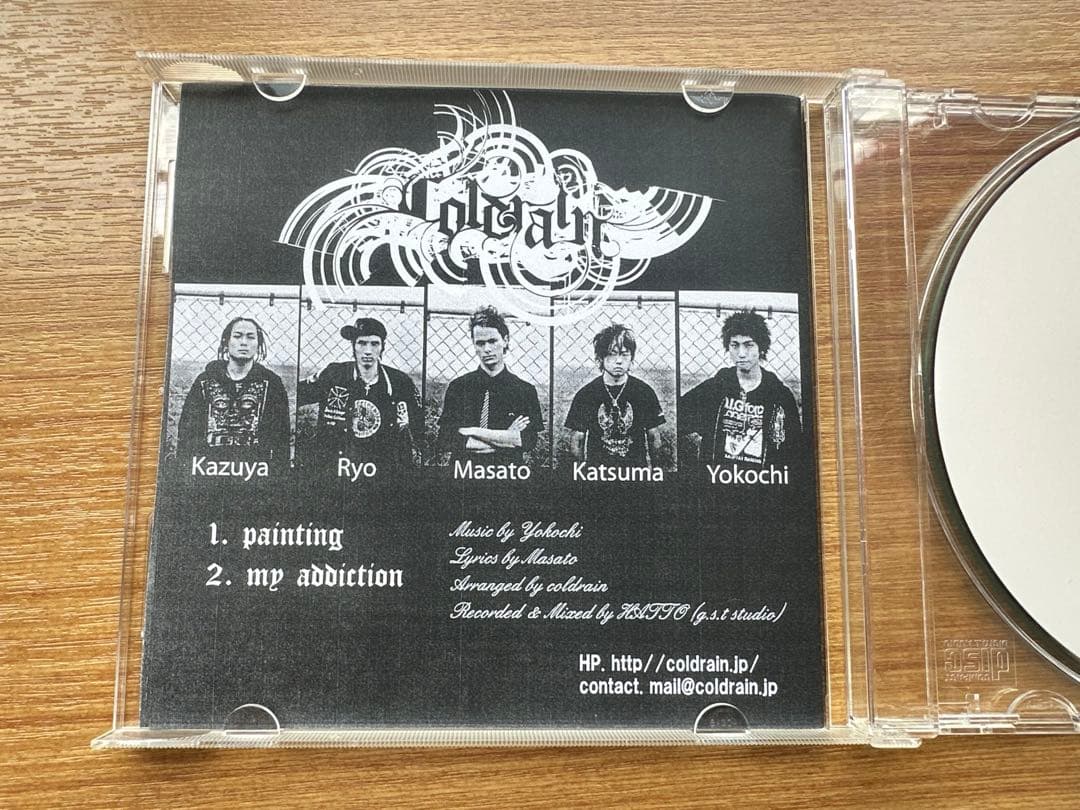 Coldrain
Kazuya Ryo Masato Katsuma Yokochi
1. painting
2. my addiction
Music by Yokochi
Lyrics by Masato
Arranged by coldrain
Recorded & Mixed by HATTO (g.s.t studio)
HP. http//coldrain.jp/
contact. mail@coldrain.jp